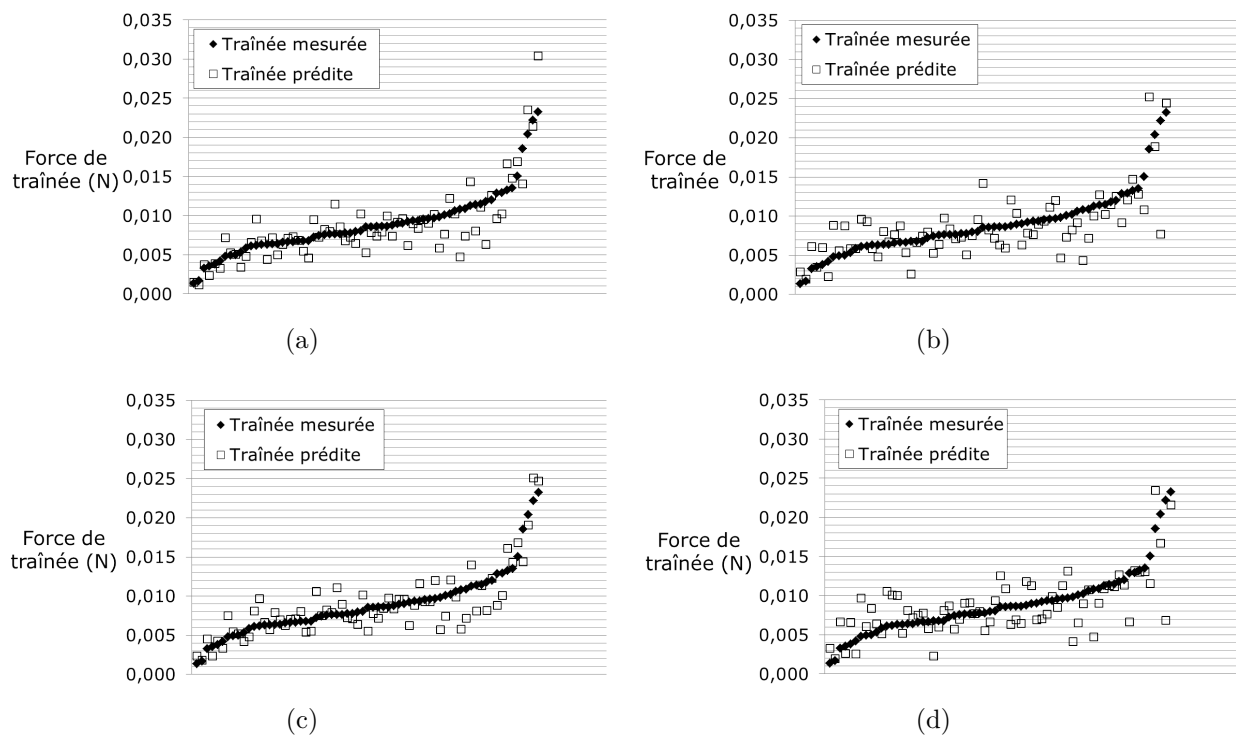 0,035
0,030
0,025
0,020
0,015
0,010
0,005
0,000
Force de
traînée (N)
Traînée mesurée
Traînée prédite
(a)
0,035
0,030
0,025
0,020
0,015
0,010
0,005
0,000
Force de
traînée
Traînée mesurée
Traînée prédite
(b)
0,035
0,030
0,025
0,020
0,015
0,010
0,005
0,000
Force de
traînée (N)
Traînée mesurée
Traînée prédite
(c)
0,035
0,030
0,025
0,020
0,015
0,010
0,005
0,000
Force de
traînée (N)
Traînée mesurée
Traînée prédite
(d)